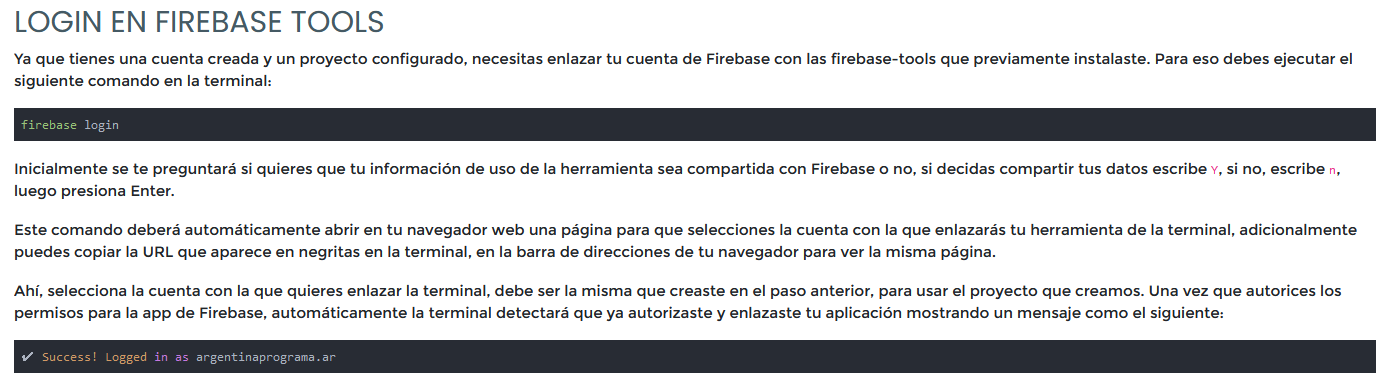 LOGIN EN FIREBASE TOOLS
Ya que tienes una cuenta creada y un proyecto configurado, necesitas enlazar tu cuenta de Firebase con las firebase-tools que previamente instalaste. Para eso debes ejecutar el
siguiente comando en la terminal:
firebase login
Inicialmente se te preguntará si quieres que tu información de uso de la herramienta sea compartida con Firebase o no, si decidas compartir tus datos escribe Y, si no, escribe n,
luego presiona Enter.
Este comando deberá automáticamente abrir en tu navegador web una página para que selecciones la cuenta con la que enlazarás tu herramienta de la terminal, adicionalmente
puedes copiar la URL que aparece en negritas en la terminal, en la barra de direcciones de tu navegador para ver la misma página.
Ahí, selecciona la cuenta con la que quieres enlazar la terminal, debe ser la misma que creaste en el paso anterior, para usar el proyecto que creamos. Una vez que autorices los
permisos para la app de Firebase, automáticamente la terminal detectará que ya autorizaste y enlazaste tu aplicación mostrando un mensaje como el siguiente:
✔ Success! Logged in as argentinaprograma.ar